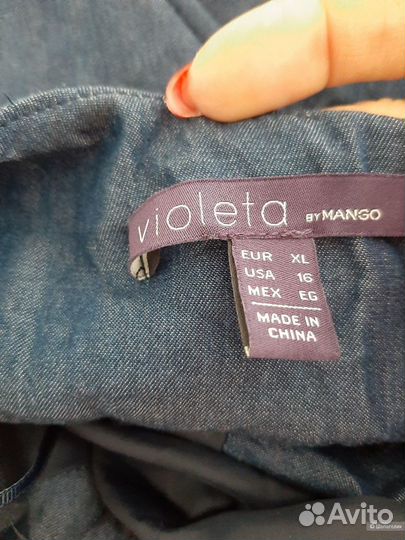 violeta BY MANGO
EUR XL
USA 16
MEX EG
MADE IN
CHINA
Avito